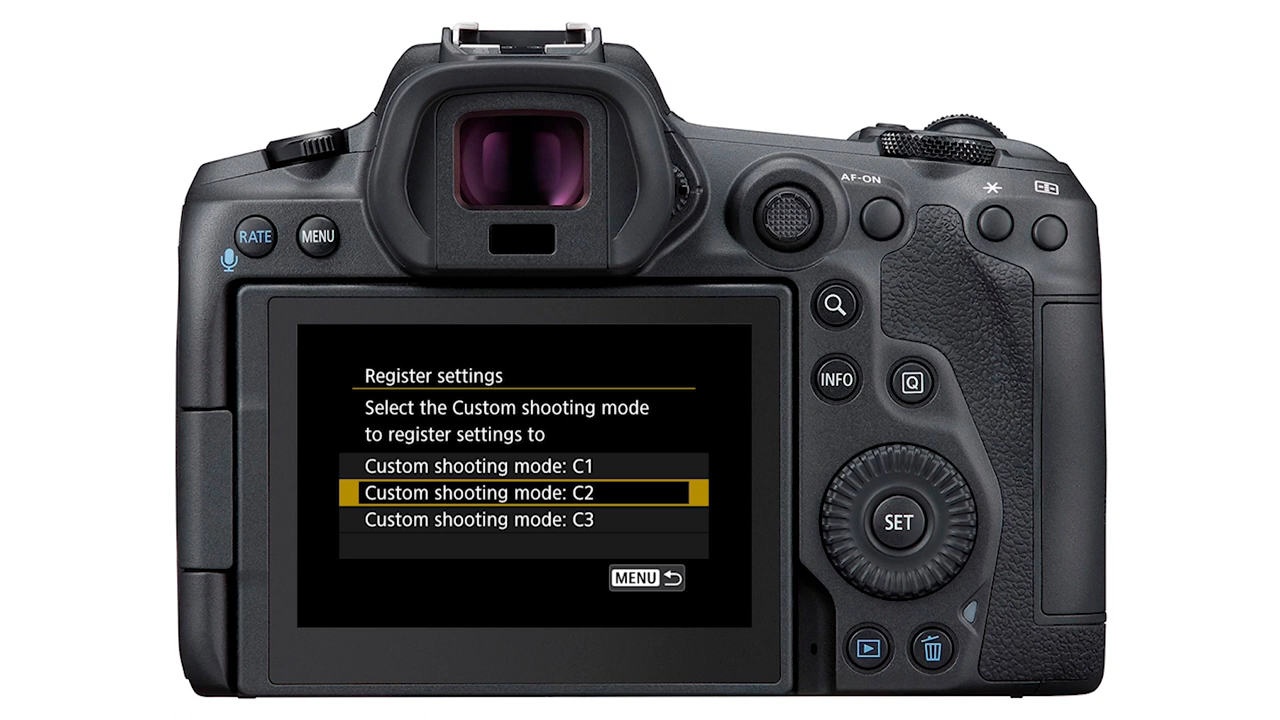 AF-ON
RATE
MENU
INFO
Q
SET
Register settings
Select the Custom shooting mode
to register settings to
Custom shooting mode: C1
Custom shooting mode: C2
Custom shooting mode: C3
MENU